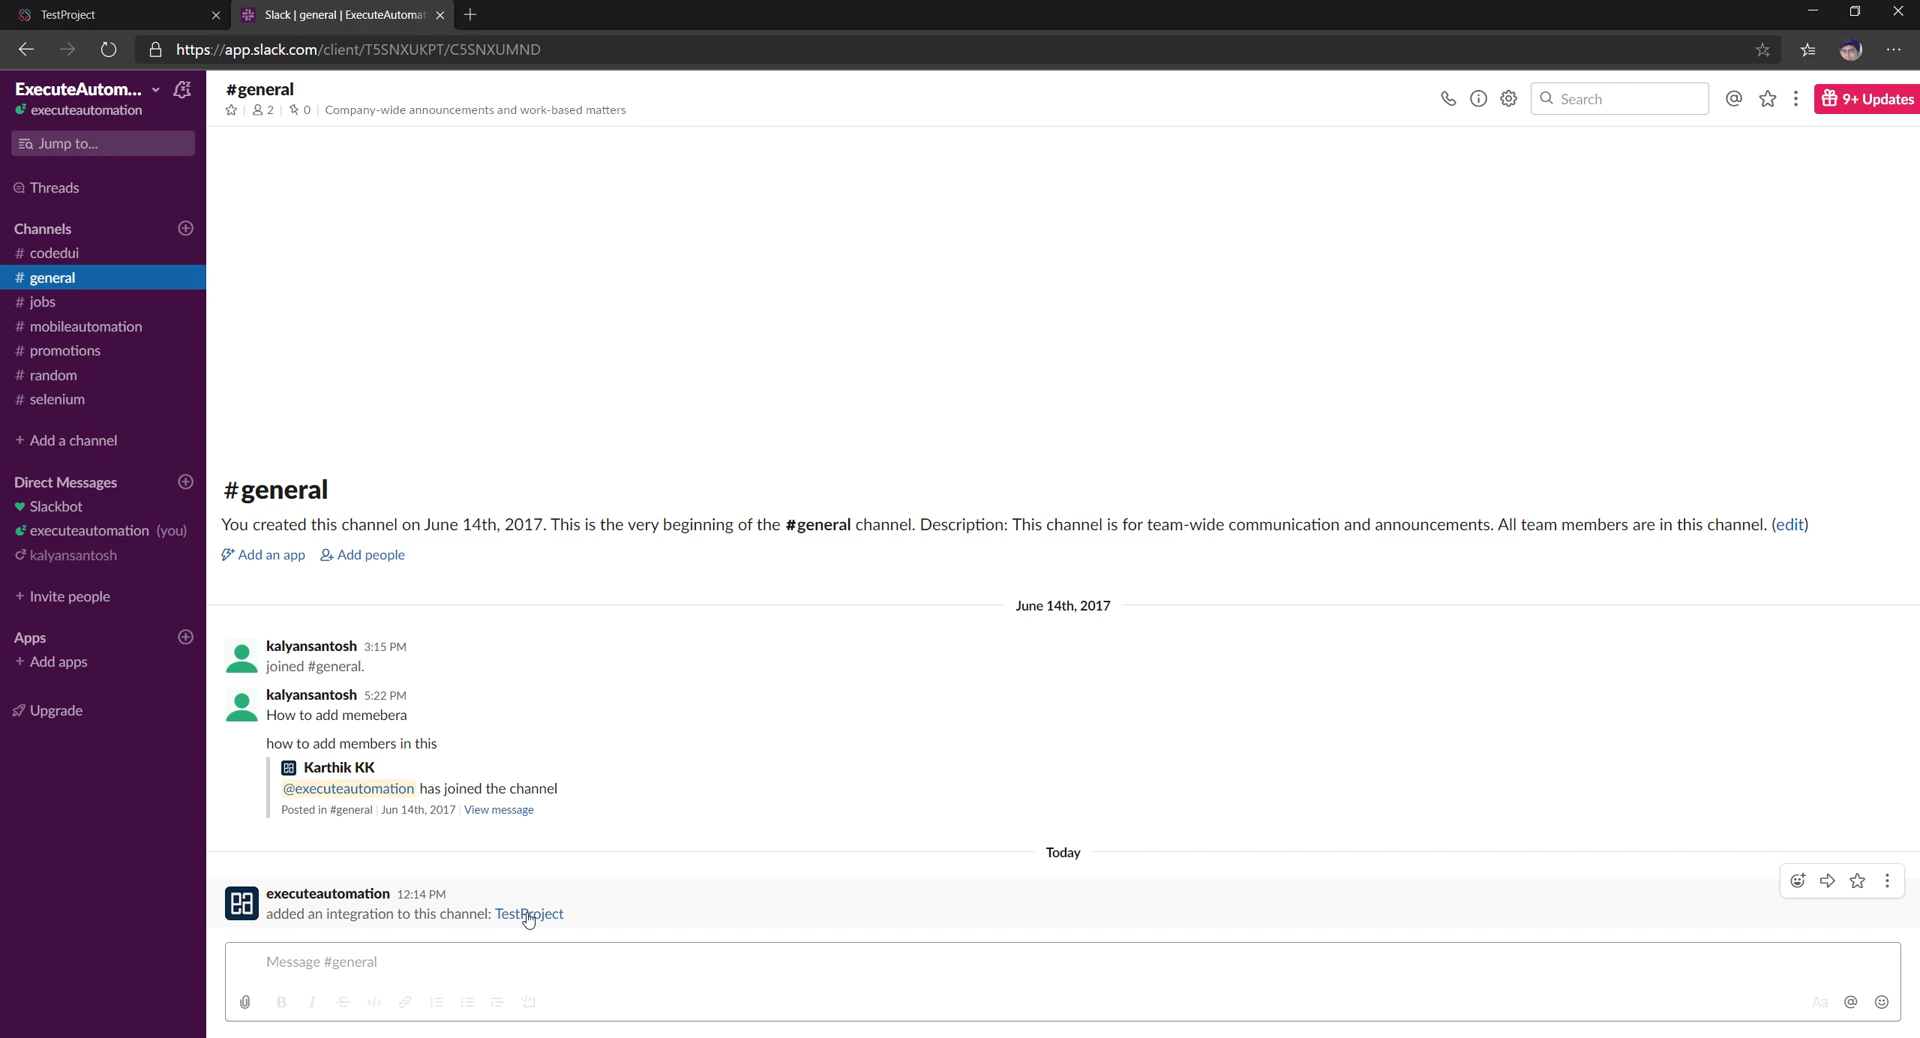 TestProject
Slack | general | ExecuteAutomat
https://app.slack.com/client/T5SNXUKPT/C5SNXUMND
ExecuteAutom...
executeautomation
Jump to...
Threads
Channels
# codedui
# general
# jobs
# mobileautomation
# promotions
# random
# selenium
+ Add a channel
Direct Messages
Slackbot
executeautomation (you)
kalyansantosh
+ Invite people
Apps
+ Add apps
Upgrade
#general
2 | 0 | Company-wide announcements and work-based matters
Search
9+ Updates
#general
You created this channel on June 14th, 2017. This is the very beginning of the #general channel. Description: This channel is for team-wide communication and announcements. All team members are in this channel. (edit)
Add an app Add people
June 14th, 2017
kalyansantosh 3:15 PM
joined #general.
kalyansantosh 5:22 PM
How to add memebera
how to add members in this
Karthik KK
@executeautomation has joined the channel
Posted in #general | Jun 14th, 2017 | View message
Today
executeautomation 12:14 PM
added an integration to this channel: TestProject
Message #general
B I S Aa @